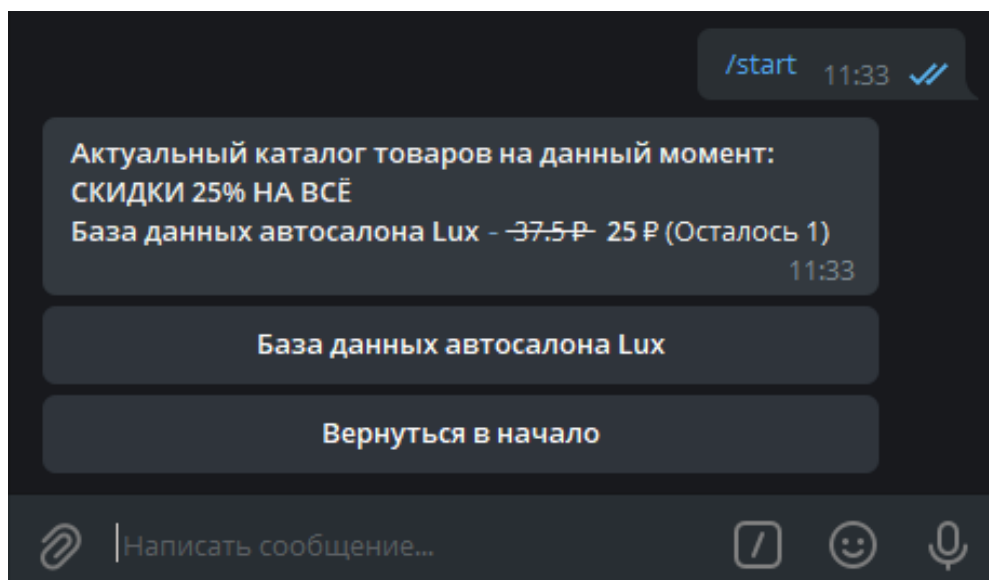 /start 11:33
Актуальный каталог товаров на данный момент:
СКИДКИ 25% НА ВСЁ
База данных автосалона Lux - 37.5 ₽ 25 ₽ (Осталось 1)
11:33
База данных автосалона Lux
Вернуться в начало
Написать сообщение...